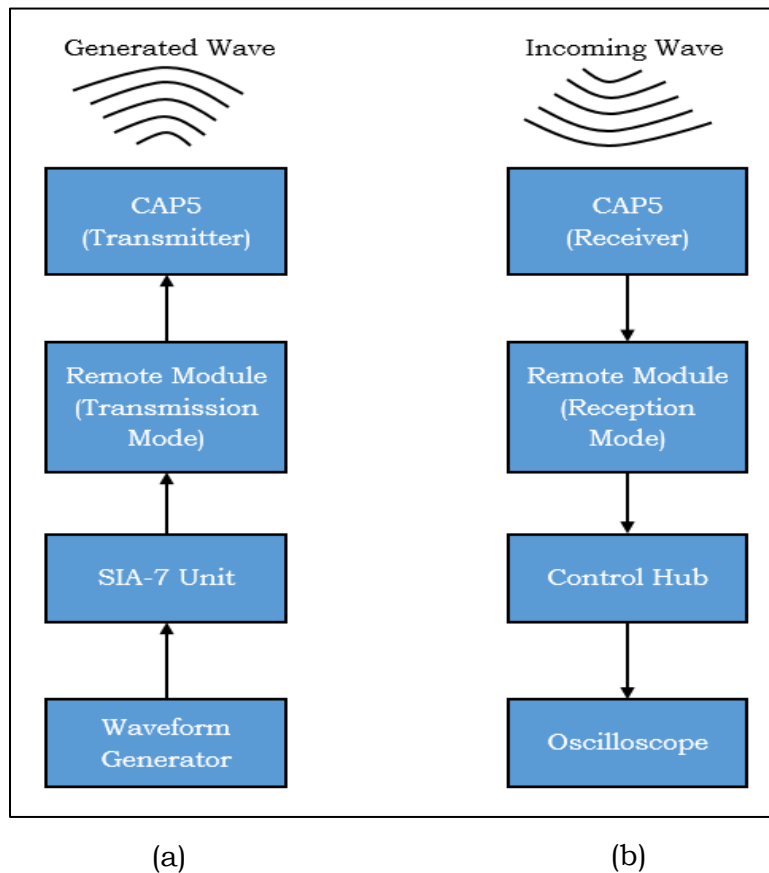 Generated Wave
CAP5
(Transmitter)
Remote Module
(Transmission
Mode)
SIA-7 Unit
Waveform
Generator
(a)
Incoming Wave
CAP5
(Receiver)
Remote Module
(Reception
Mode)
Control Hub
Oscilloscope
(b)